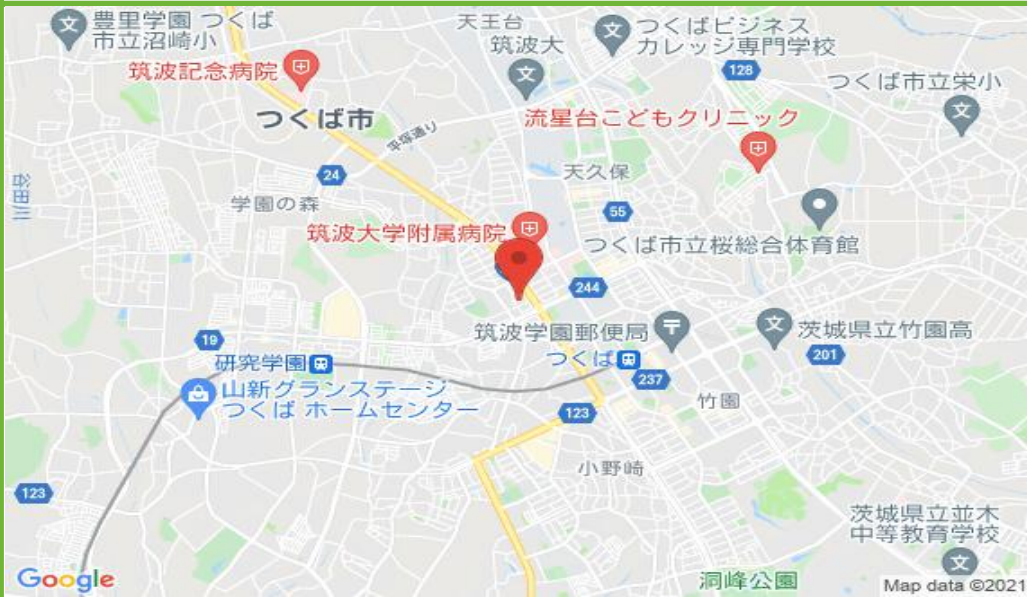 豊里学園 つくば
市立沼崎小
天王台
筑波大
つくばビジネス
カレッジ専門学校
128
つくば市立栄小
筑波記念病院
つくば市
平塚通り
流星台こどもクリニック
谷田川
24
学園の森
天久保
55
筑波大学附属病院
つくば市立桜総合体育館
244
筑波学園郵便局
茨城県立竹園高
201
19
研究学園
つくば
237
山新グランステージ
つくば ホームセンター
竹園
123
小野崎
123
茨城県立並木
中等教育学校
洞峰公園
Google
Map data ©2021